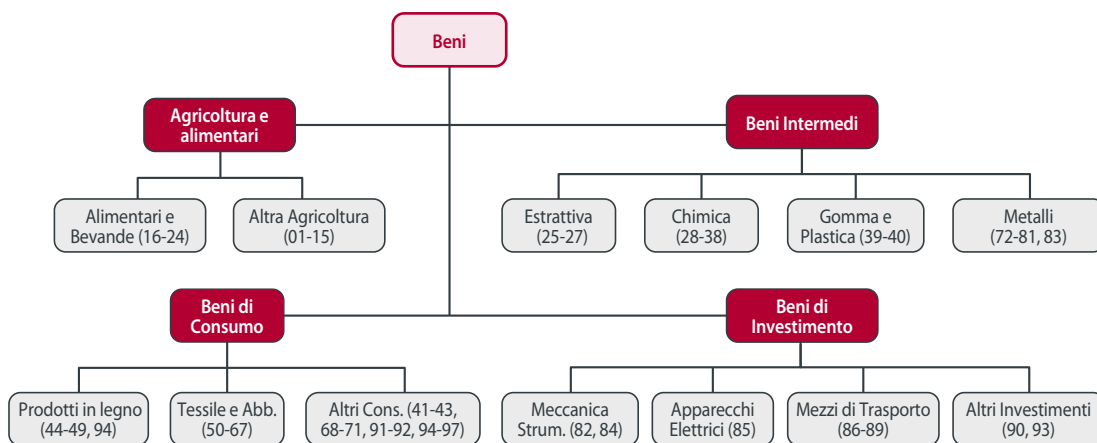 Beni
Agricoltura e
alimentari
Beni Intermedi
Alimentari e
Bevande (16-24)
Altra Agricoltura
(01-15)
Estrattiva
(25-27)
Chimica
(28-38)
Gomma e
Plastica (39-40)
Metalli
(72-81, 83)
Beni di
Consumo
Beni di
Investimento
Prodotti in legno
(44-49, 94)
Tessile e Abb.
(50-67)
Altri Cons. (41-43,
68-71, 91-92, 94-97)
Meccanica
Strum. (82, 84)
Apparecchi
Elettrici (85)
Mezzi di Trasporto
(86-89)
Altri Investimenti
(90, 93)